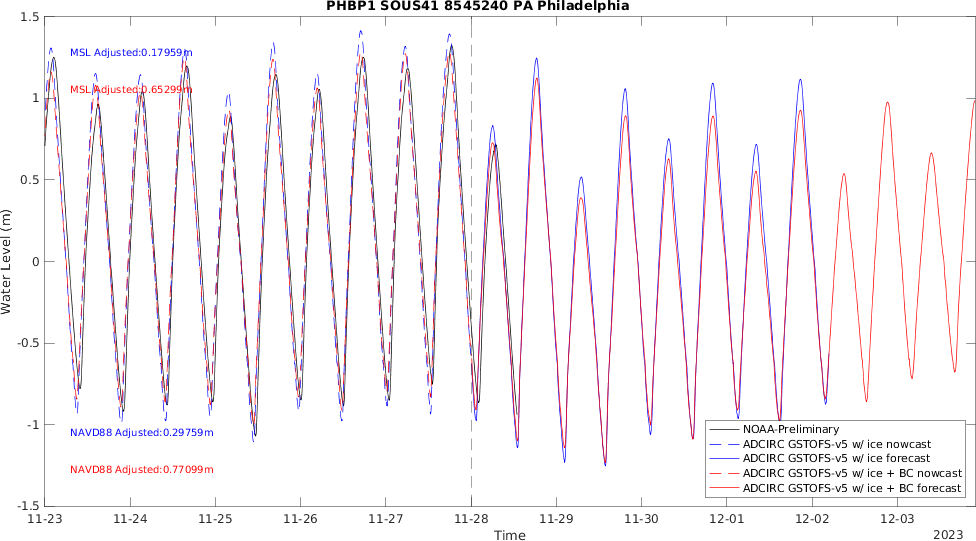 PHBP1 SOUS41 8545240 PA Philadelphia
1.5
MSL Adjusted:0.17959m
MSL Adjusted:0.65299m
1
0.5
Water Level (m)
0
-0.5
-1
NAVD88 Adjusted:0.29759m
NAVD88 Adjusted:0.77099m
NOAA-Preliminary
ADCIRC GSTOFS-v5 w/ ice nowcast
ADCIRC GSTOFS-v5 w/ ice forecast
ADCIRC GSTOFS-v5 w/ ice + BC nowcast
ADCIRC GSTOFS-v5 w/ ice + BC forecast
-1.5
11-23 11-24 11-25 11-26 11-27 11-28 11-29 11-30 12-01 12-02 12-03
Time
2023